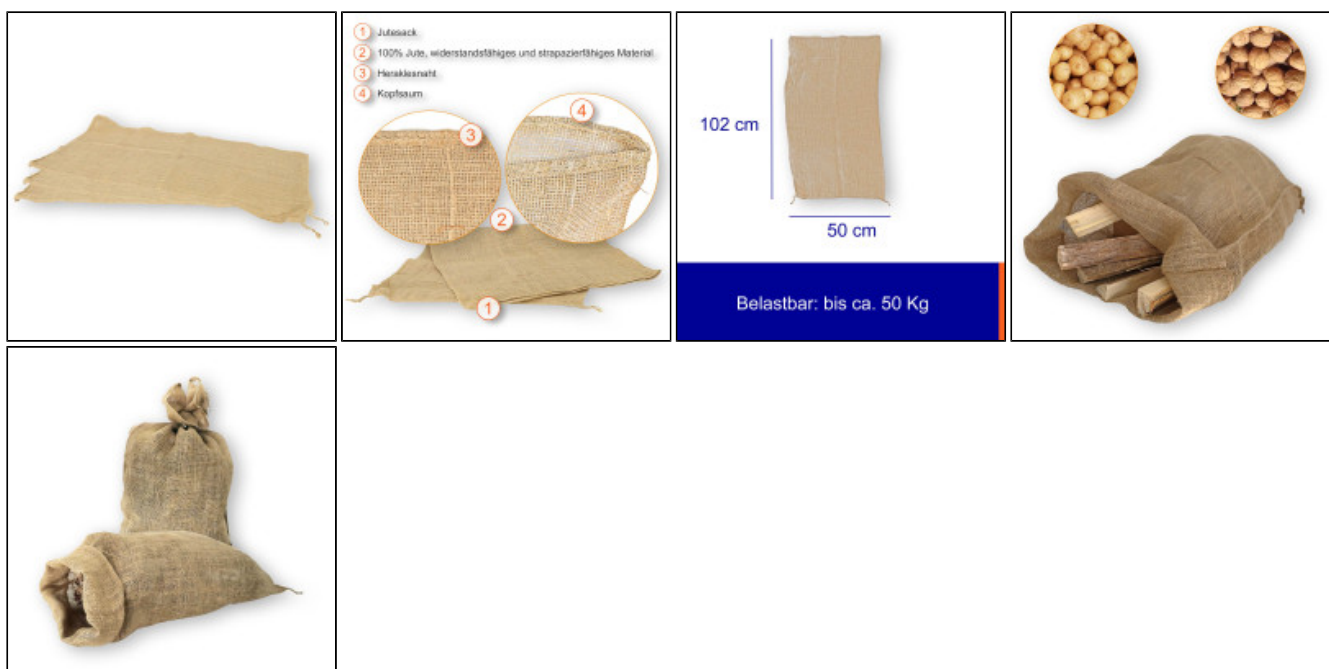 1 Jutesack
2 100% Jute, widerstandsfähiges und strapazierfähiges Material.
3 Heraklesnaht
4 Kopfsaum
3
4
2
1
102 cm
50 cm
Belastbar: bis ca. 50 Kg